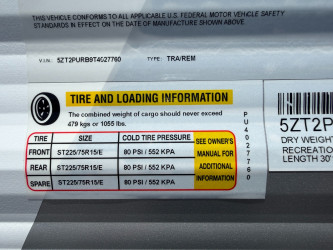 THIS VEHICLE CONFORMS TO ALL APPLICABLE U.S. FEDERAL MOTOR VEHICLE SAFETY
STANDARDS IN EFFECT ON THE DATE OF MANUFACTURE SHOWN ABOVE.
V.I.N.: 5ZT2PURB9T4027760 TYPE: TRA/REM
TIRE AND LOADING INFORMATION
The combined weight of cargo should never exceed
479 kgs or 1055 lbs.
TIRE SIZE COLD TIRE PRESSURE
FRONT ST225/75R15/E 80 PSI / 552 KPA
REAR ST225/75R15/E 80 PSI / 552 KPA
SPARE ST225/75R15/E 80 PSI / 552 KPA
SEE OWNER'S
MANUAL FOR
ADDITIONAL
INFORMATION
PU4027760
5ZT2P
DRY WEIGHT
RECREATIO
LENGTH 30'